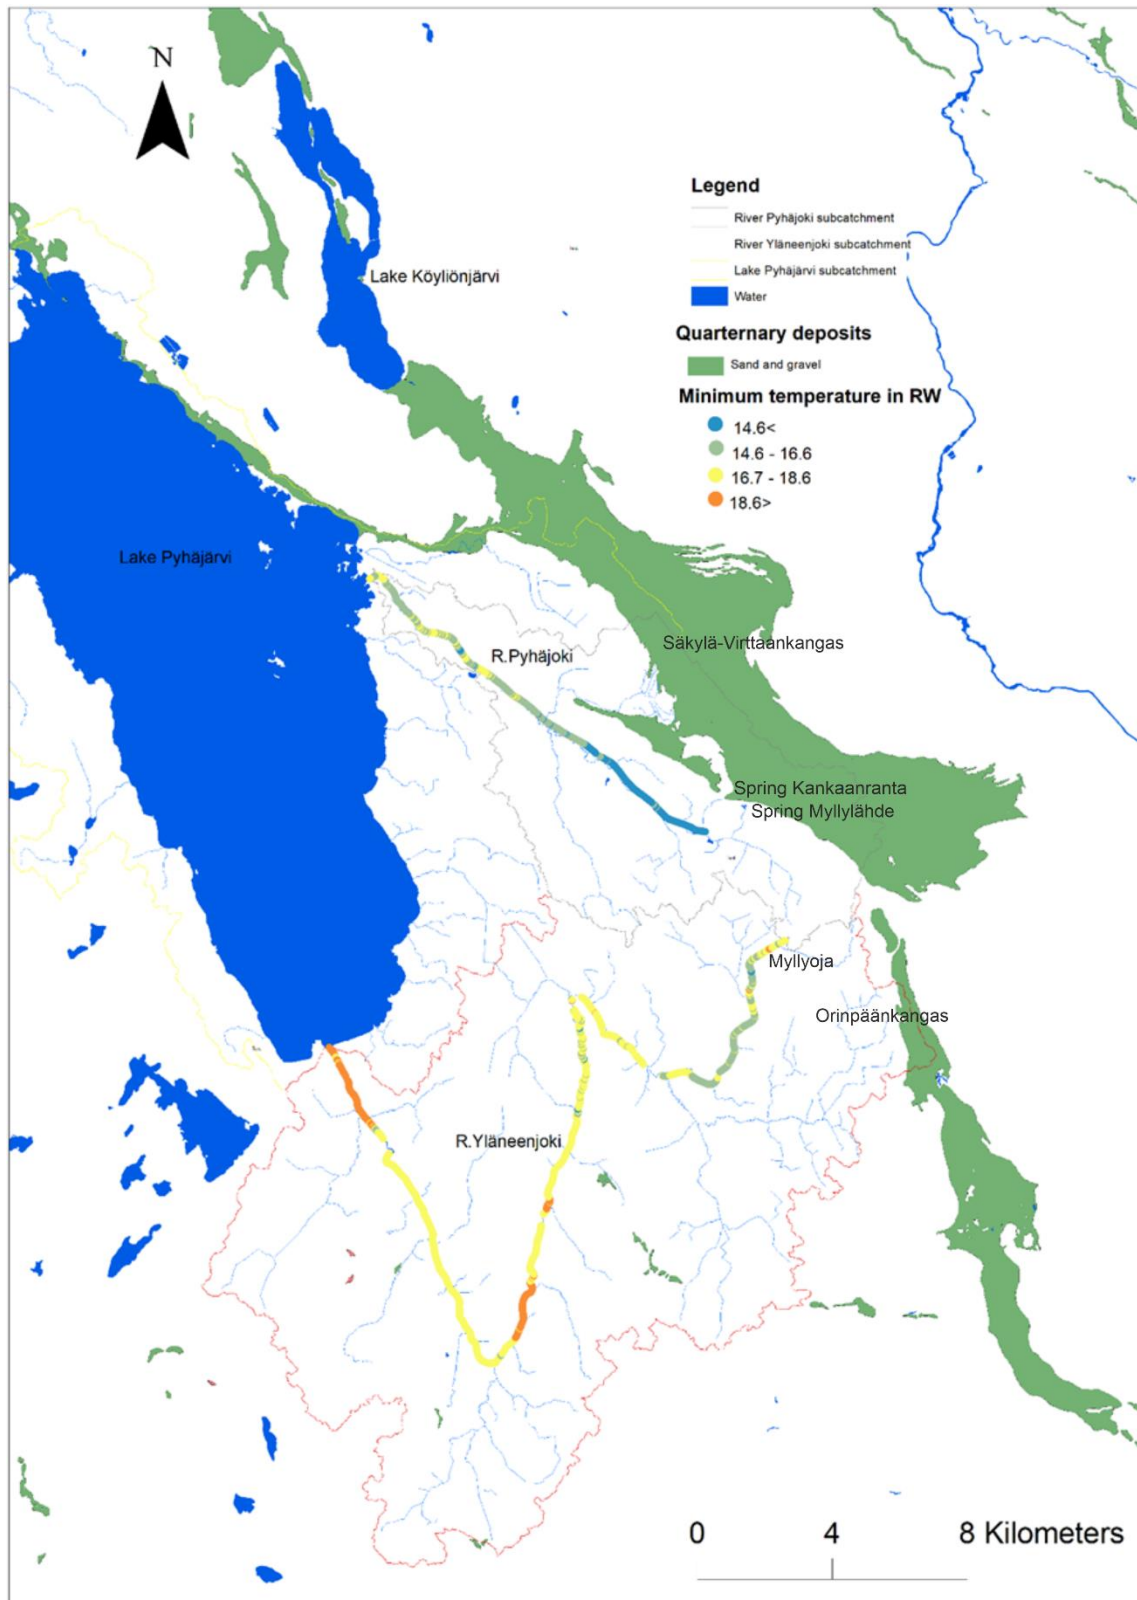 N
Legend
River Pyhäjoki subcatchment
River Yläneenjoki subcatchment
Lake Pyhäjärvi subcatchment
Water
Quarternary deposits
Sand and gravel
Minimum temperature in RW
14.6<
14.6 - 16.6
16.7 - 18.6
18.6>
Lake Köyliönjärvi
Lake Pyhäjärvi
R.Pyhäjoki
Säkylä-Virttaankangas
Spring Kankaanranta
Spring Myllylähde
Myllyoja
Orinpäänkangas
R.Yläneenjoki
0 4 8 Kilometers